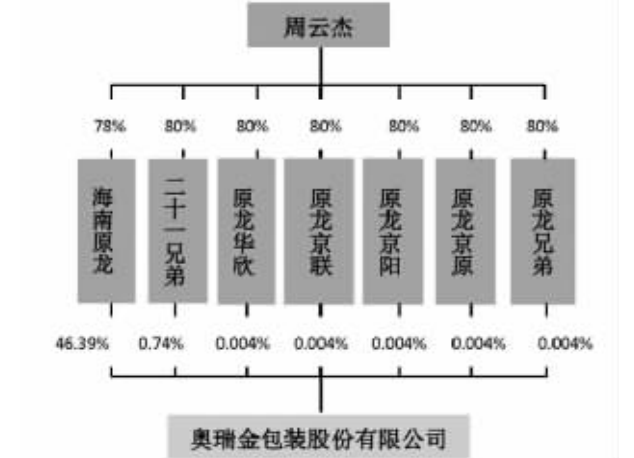 周云杰
78% 80% 80% 80% 80% 80% 80%
海南原龙
二十一兄弟
原龙华欣
原龙京联
原龙京阳
原龙京原
原龙兄弟
46.39% 0.74% 0.004% 0.004% 0.004% 0.004% 0.004%
奥瑞金包装股份有限公司